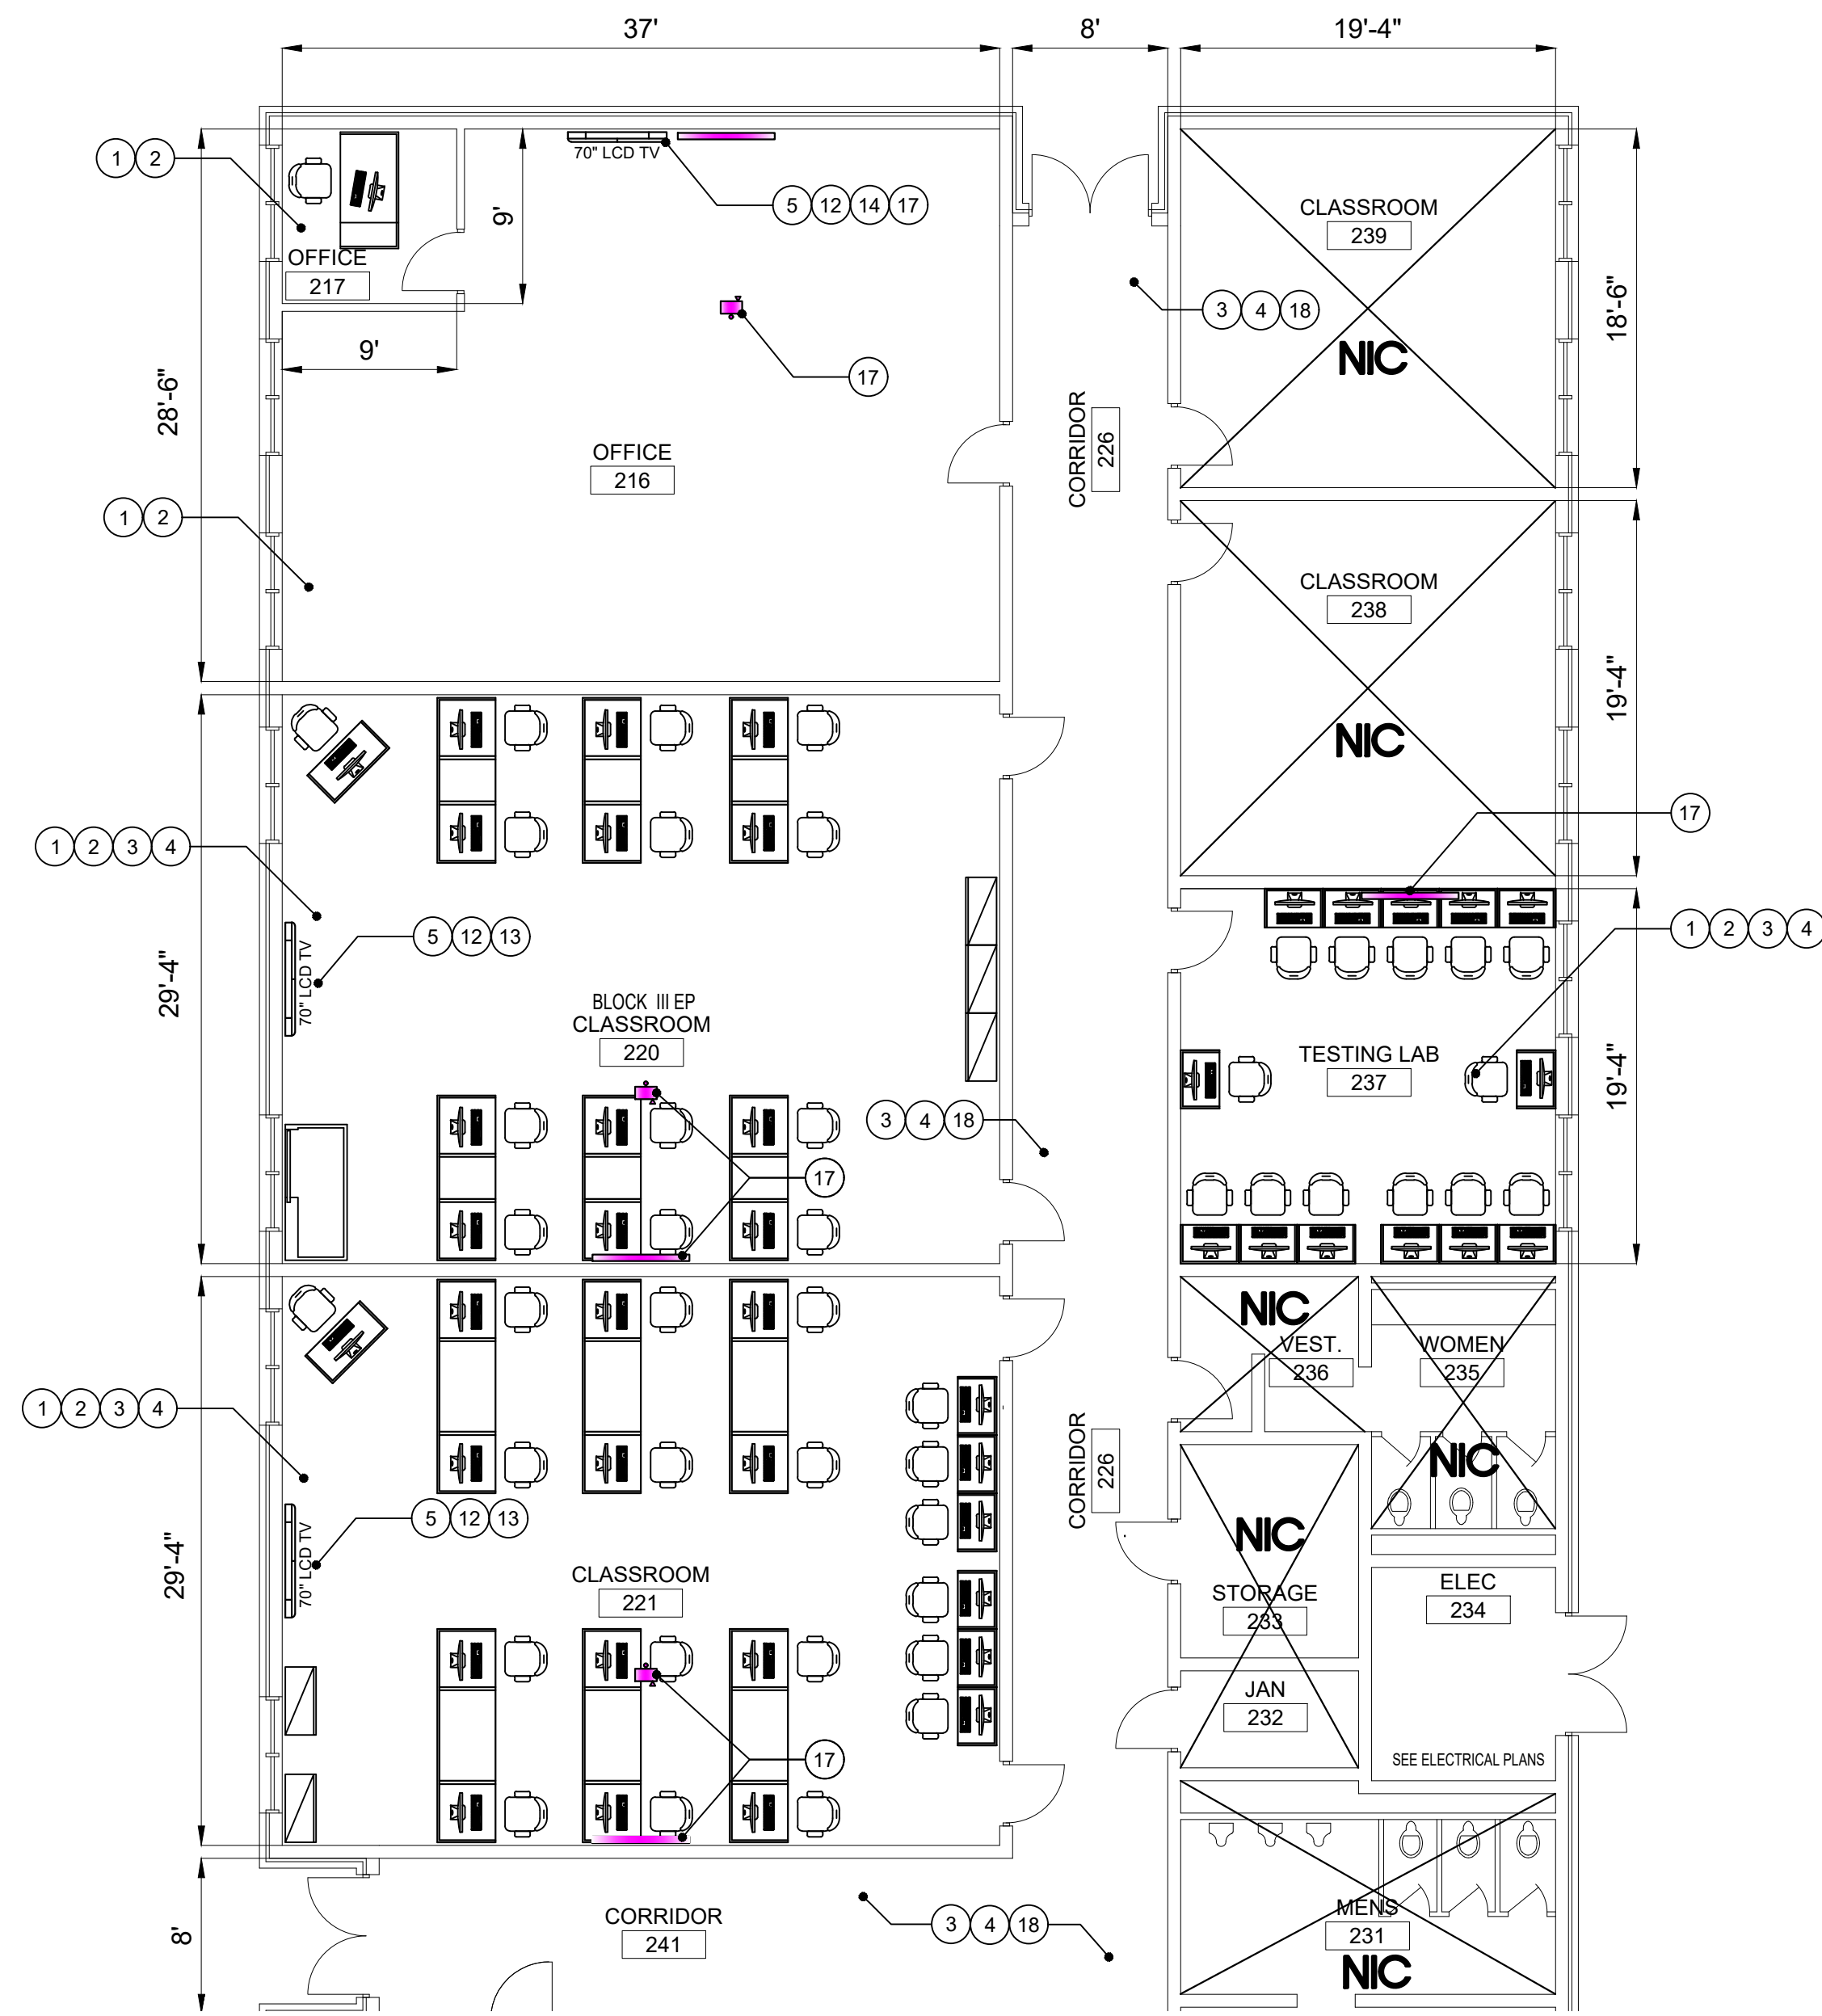 37'
8'
19'-4"
1 2
70" LCD TV
9'
5 12 14 17
CLASSROOM
239
OFFICE
217
3 4 18
18'-6"
NIC
9'
17
28'-6"
OFFICE
216
CORRIDOR
226
1 2
CLASSROOM
238
19'-4"
NIC
17
1 2 3 4
5 12 13
1 2 3 4
70" LCD TV
29'-4"
BLOCK III EP
CLASSROOM
220
TESTING LAB
237
19'-4"
3 4 18
17
NIC
VEST.
236
WOMEN
235
1 2 3 4
CORRIDOR
226
NIC
5 12 13
70" LCD TV
NIC
29'-4"
CLASSROOM
221
STORAGE
233
ELEC
234
JAN
232
17
SEE ELECTRICAL PLANS
MENS
231
CORRIDOR
241
3 4 18
8'
NIC